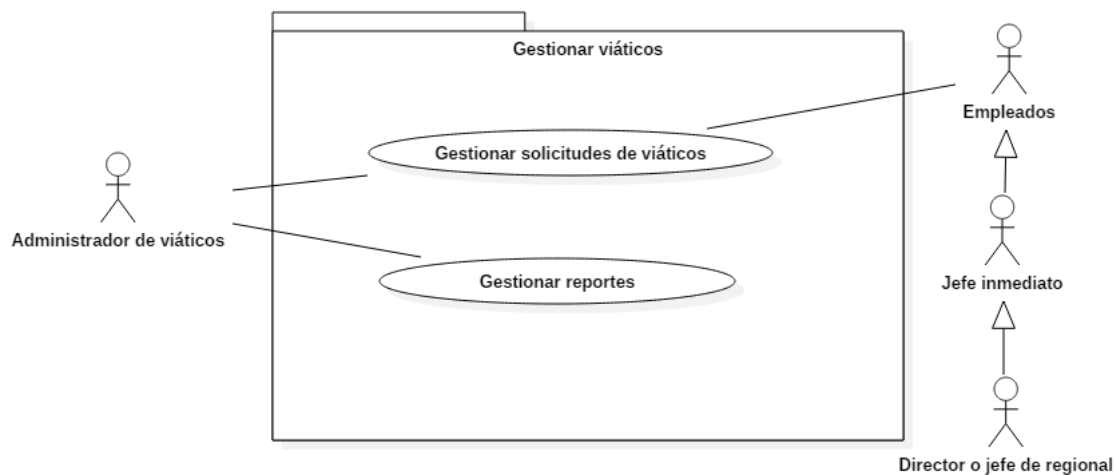 Gestionar viáticos
Empleados
Gestionar solicitudes de viáticos
Administrador de viáticos
Gestionar reportes
Jefe inmediato
Director o jefe de regional